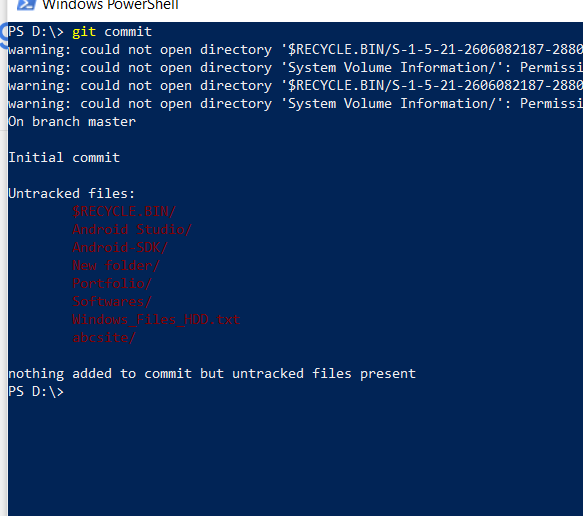 Windows PowerShell
PS D:\> git commit
warning: could not open directory '$RECYCLE.BIN/S-1-5-21-2606082187-2880
warning: could not open directory 'System Volume Information/': Permissi
warning: could not open directory '$RECYCLE.BIN/S-1-5-21-2606082187-2880
warning: could not open directory 'System Volume Information/': Permissi
On branch master
Initial commit
Untracked files:
$RECYCLE.BIN/
Android Studio/
Android-SDK/
New folder/
Portfolio/
Softwares/
Windows_Files_HDD.txt
abcsite/
nothing added to commit but untracked files present
PS D:\>